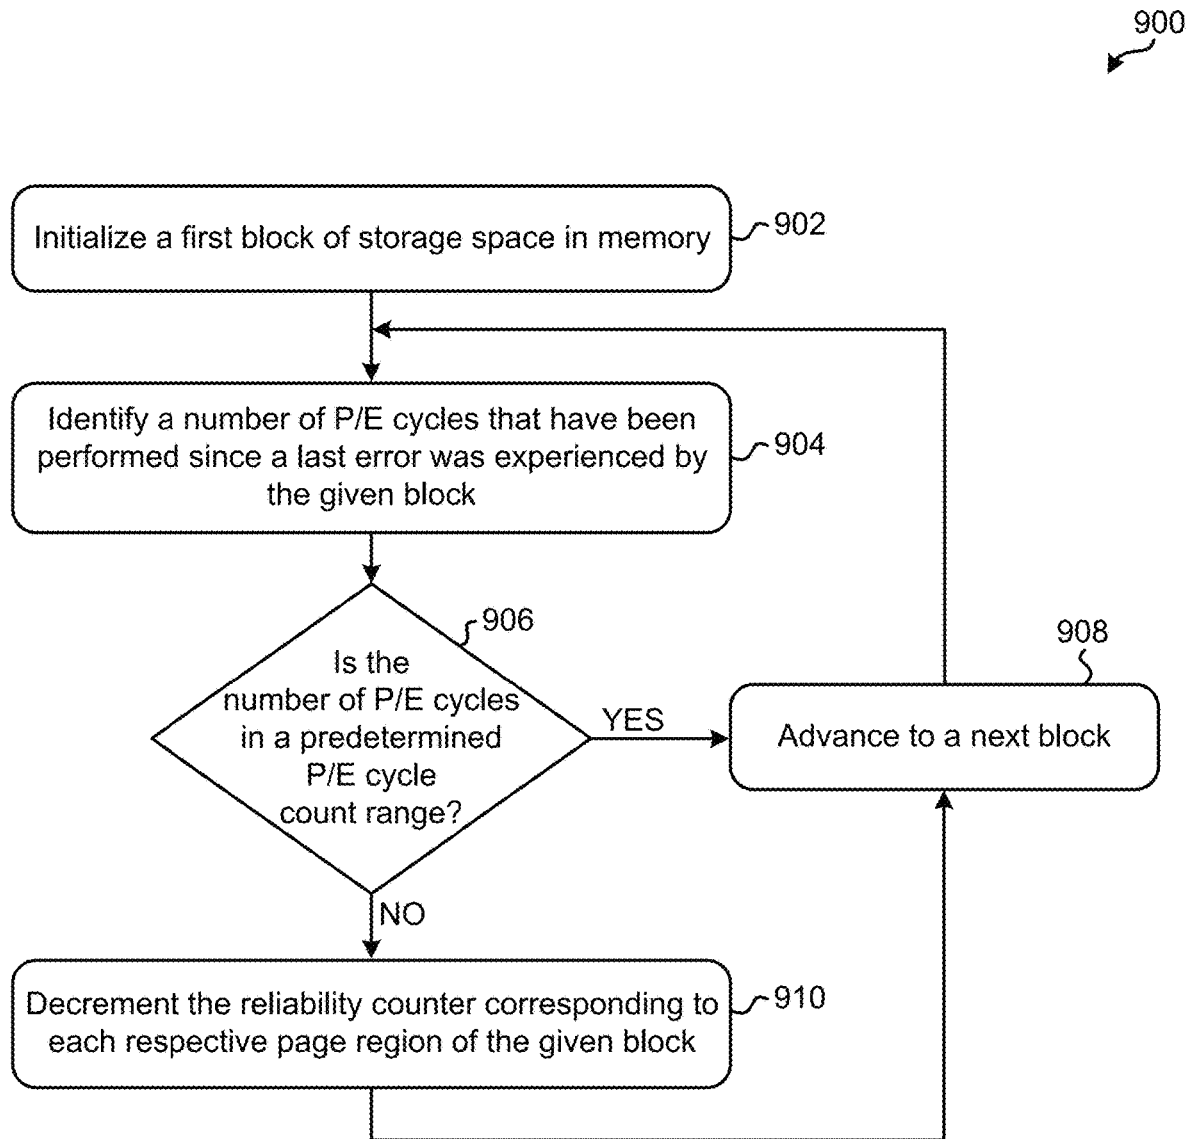 900
Initialize a first block of storage space in memory
902
Identify a number of P/E cycles that have been
performed since a last error was experienced by
the given block
904
906
Is the
number of P/E cycles
in a predetermined
P/E cycle
count range?
YES
908
Advance to a next block
NO
Decrement the reliability counter corresponding to
each respective page region of the given block
910